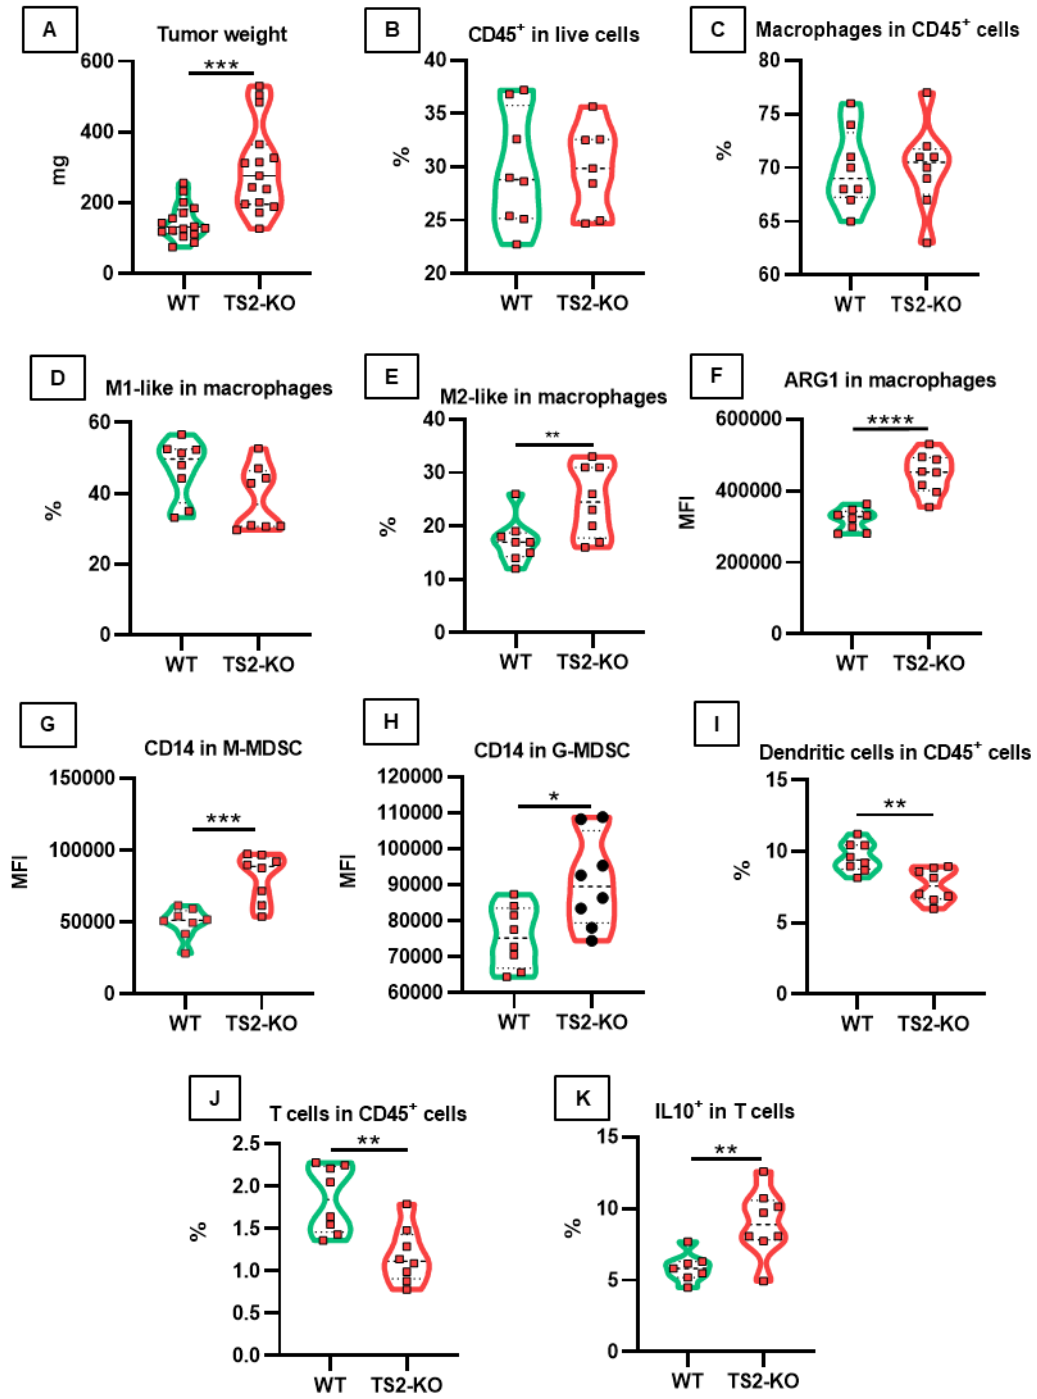 A
Tumor weight
***
600
400
200
0
mg
WT
TS2-KO
B
CD45+ in live cells
40
35
30
25
20
%
WT
TS2-KO
C
Macrophages in CD45+ cells
80
75
70
65
60
%
WT
TS2-KO
D
M1-like in macrophages
60
40
20
0
%
WT
TS2-KO
E
M2-like in macrophages
**
40
30
20
10
0
%
WT
TS2-KO
F
ARG1 in macrophages
****
600000
400000
200000
0
MFI
WT
TS2-KO
G
CD14 in M-MDSC
***
150000
100000
50000
0
MFI
WT
TS2-KO
H
CD14 in G-MDSC
*
120000
110000
100000
90000
80000
70000
60000
MFI
WT
TS2-KO
I
Dendritic cells in CD45+ cells
**
15
10
5
0
%
WT
TS2-KO
J
T cells in CD45+ cells
**
2.5
2.0
1.5
1.0
0.5
0.0
%
WT
TS2-KO
K
IL10+ in T cells
**
15
10
5
0
%
WT
TS2-KO